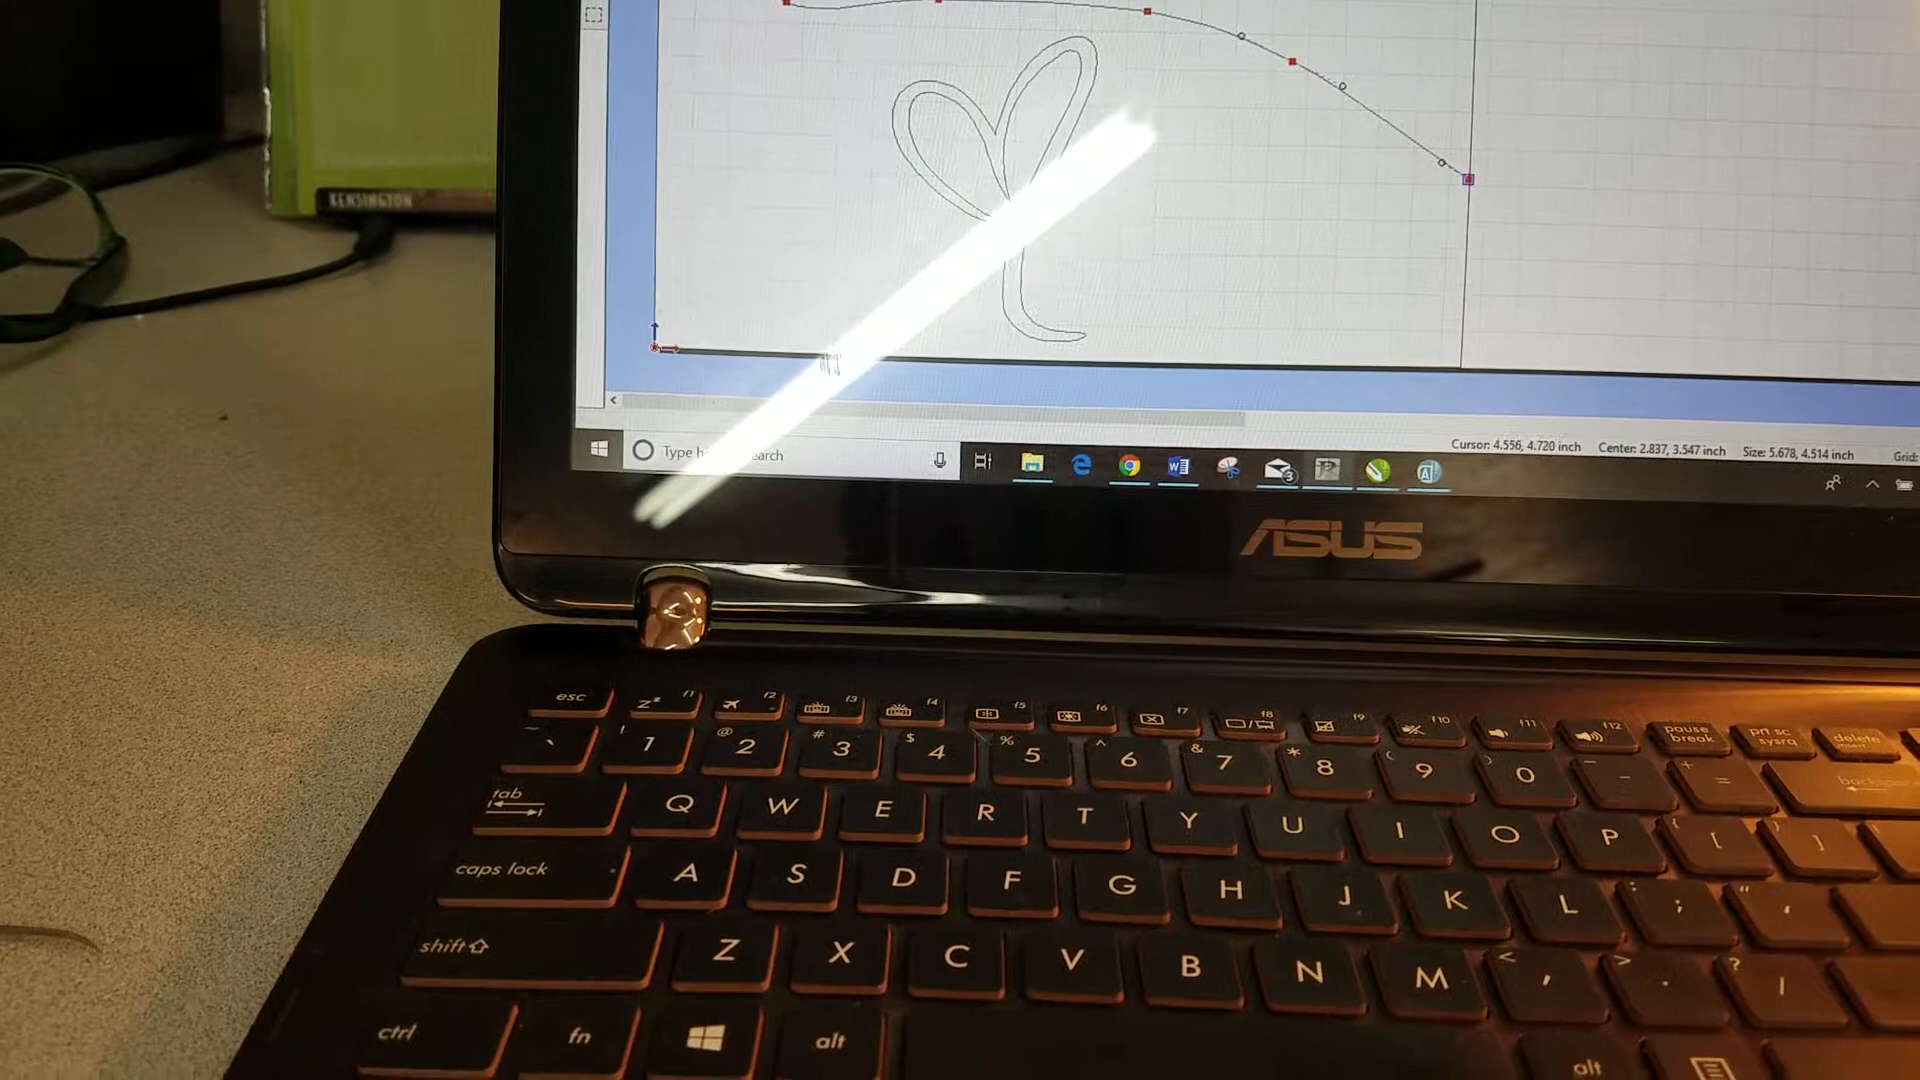 KENSINGTON
Cursor: 4.556, 4.720 inch Center: 2.837, 3.547 inch Size: 5.678, 4.514 inch Grid:
Type h earch
3
ASUS
esc f1 f2 f3 f4 f5 f6 f7 f8 f9 f10 f11 f12 pause break prt sc sysrq delete insert
~ ` ! 1 @ 2 # 3 $ 4 % 5 ^ 6 & 7 * 8 ( 9 ) 0 _ - + = backspace
tab Q W E R T Y U I O P { [ } ]
caps lock A S D F G H J K L : ; " '
shift Z X C V B N M < , > . ? /
ctrl fn alt alt